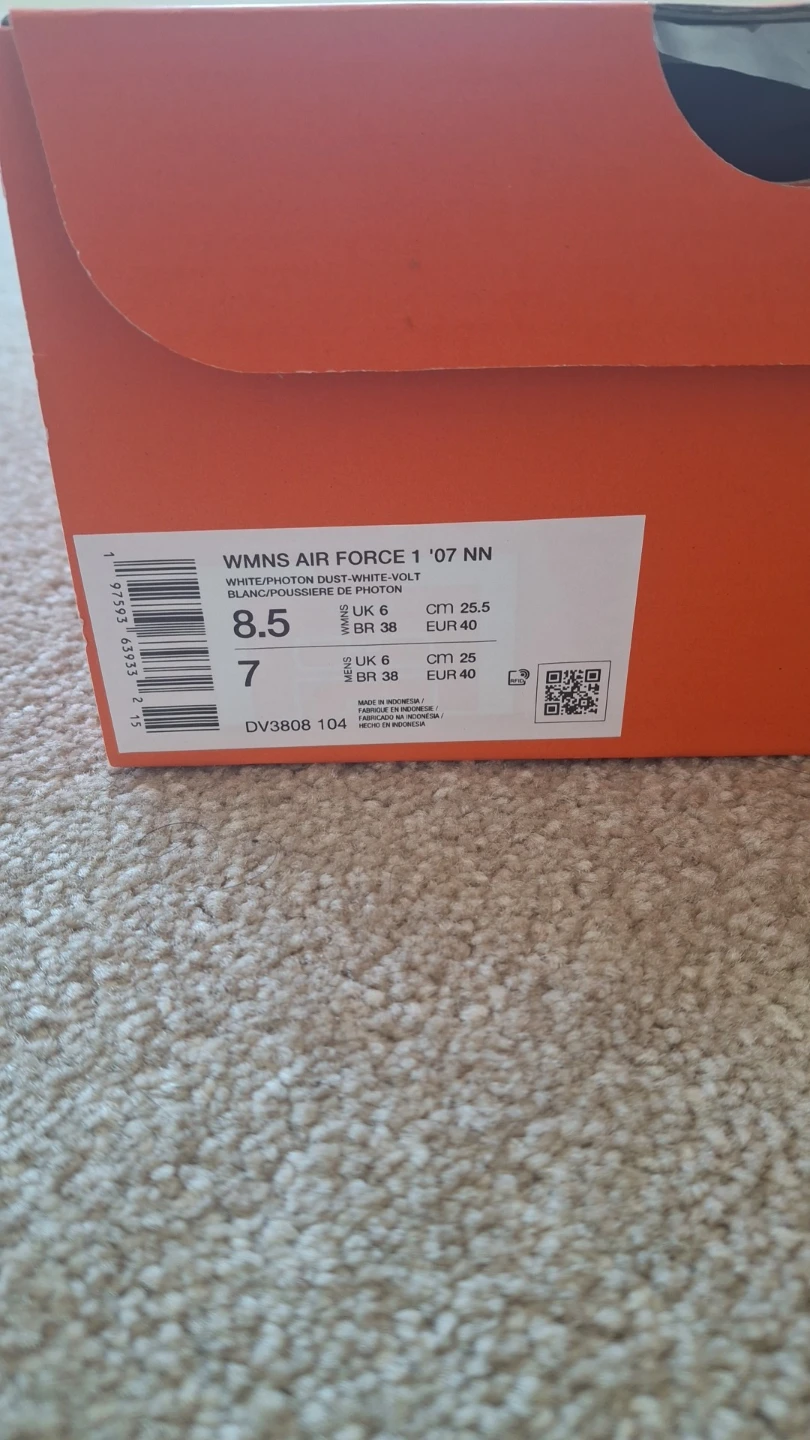 WMNS AIR FORCE 1 '07 NN
WHITE/PHOTON DUST-WHITE-VOLT
BLANC/POUSSIERE DE PHOTON
8.5 WMNS UK 6 cm 25.5
BR 38 EUR 40
7 MENS UK 6 cm 25
BR 38 EUR 40
DV3808 104
MADE IN INDONESIA /
FABRIQUE EN INDONESIE /
FABRICADO NA INDONÉSIA /
HECHO EN INDONESIA
RFID
1 97593 63933 2 15